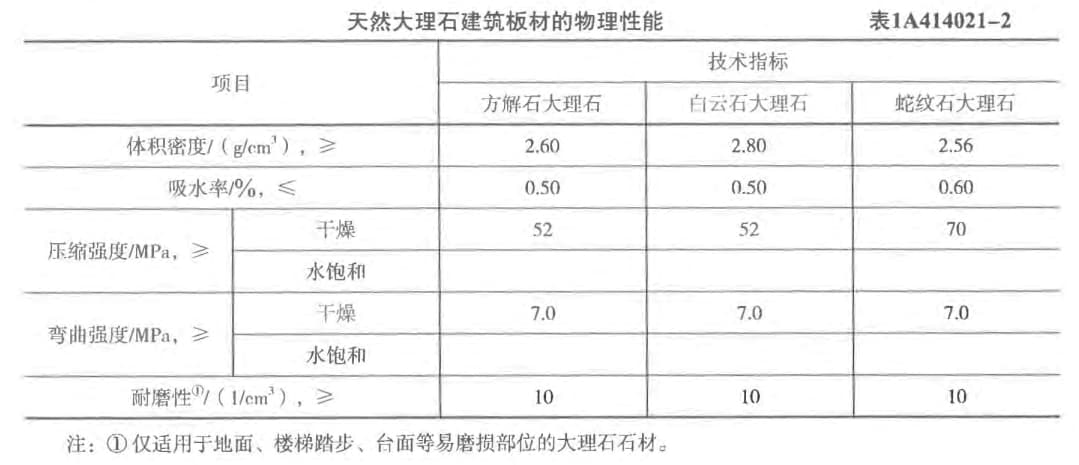 天然大理石建筑板材的物理性能 表1A414021-2
项目 技术指标
方解石大理石 白云石大理石 蛇纹石大理石
体积密度/(g/cm³),≥ 2.60 2.80 2.56
吸水率/%,≤ 0.50 0.50 0.60
压缩强度/MPa,≥ 干燥 52 52 70
水饱和
弯曲强度/MPa,≥ 干燥 7.0 7.0 7.0
水饱和
耐磨性①/(1/cm³),≥ 10 10 10
注:①仅适用于地面、楼梯踏步、台面等易磨损部位的大理石石材。